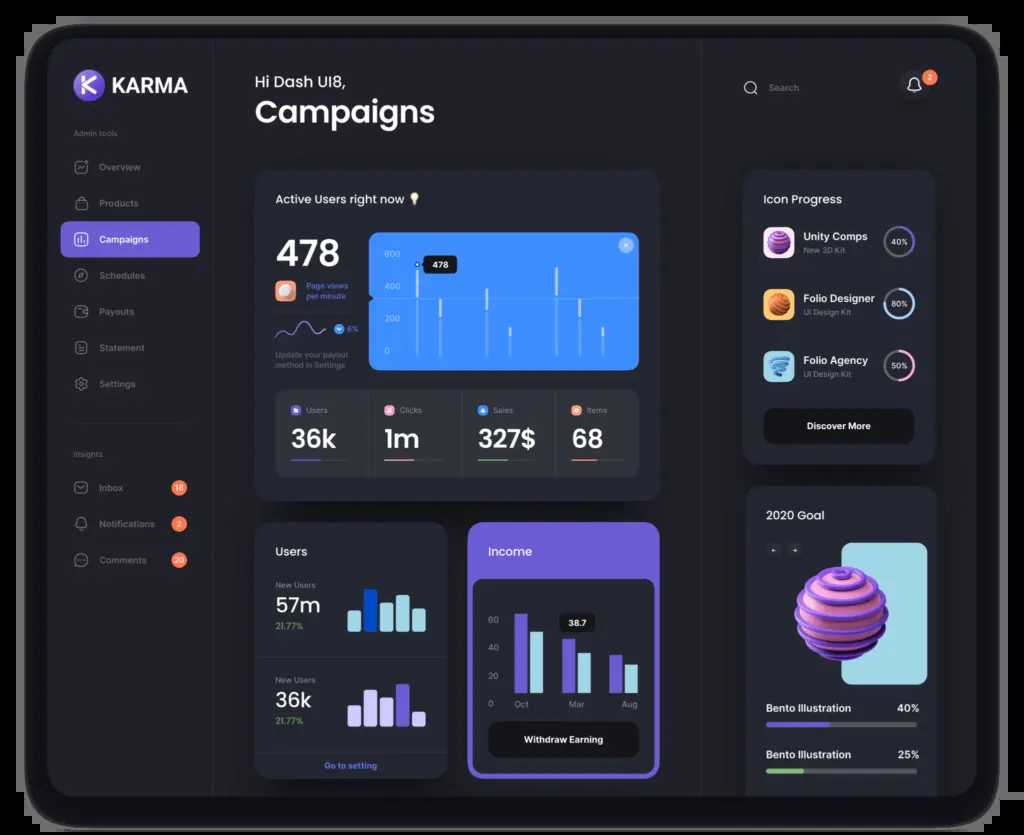 KARMA
Admin tools
Overview
Products
Campaigns
Schedules
Payouts
Statement
Settings
Insights
Inbox
18
Notifications
2
Comments
20
Hi Dash UI8,
Campaigns
Search
2
Active Users right now
478
Page views
per minute
6%
Update your payout
method in Settings
600
400
200
0
478
Users
36k
Clicks
1m
Sales
327$
Items
68
Users
New Users
57m
21.77%
New Users
36k
21.77%
Go to setting
Income
60
40
20
0
38.7
Oct
Mar
Aug
Withdraw Earning
Icon Progress
Unity Comps
New 3D Kit
40%
Folio Designer
UI Design Kit
80%
Folio Agency
UI Design Kit
50%
Discover More
2020 Goal
Bento Illustration
40%
Bento Illustration
25%